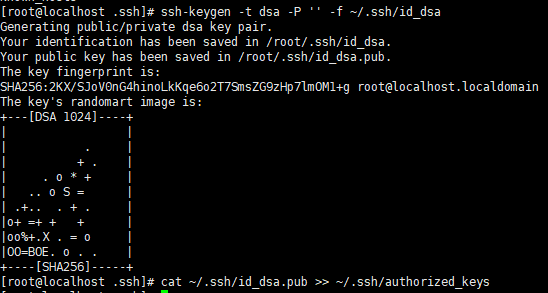 [root@localhost .ssh]# ssh-keygen -t dsa -P '' -f ~/.ssh/id_dsa
Generating public/private dsa key pair.
Your identification has been saved in /root/.ssh/id_dsa.
Your public key has been saved in /root/.ssh/id_dsa.pub.
The key fingerprint is:
SHA256:2KX/SJoV0nG4hinoLkKqe6o2T7SmsZG9zHp7lmOM1+g root@localhost.localdomain
The key's randomart image is:
+---[DSA 1024]----+
|                 |
|               . |
|              + . |
|     . o * +     |
|   .. o S =      |
| .+..  . + .     |
|o+ =+ +   +      |
|oo%+.X . = o     |
|OO=BOE. o . .    |
+----[SHA256]-----+
[root@localhost .ssh]# cat ~/.ssh/id_dsa.pub >> ~/.ssh/authorized_keys